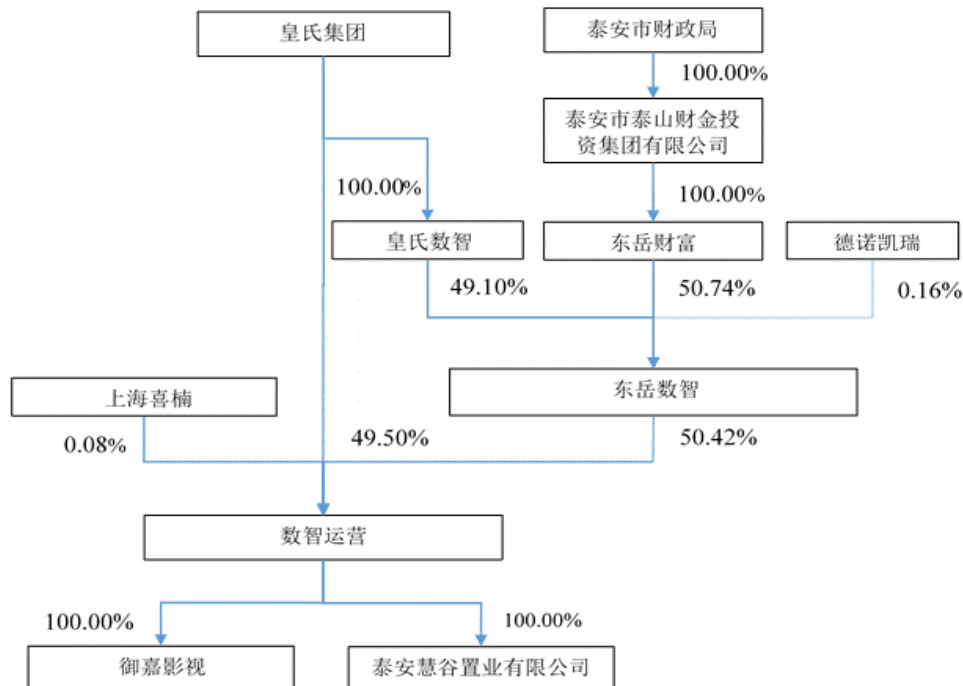 皇氏集团
泰安市财政局
100.00%
泰安市泰山财金投
资集团有限公司
100.00%
100.00%
皇氏数智
东岳财富
德诺凯瑞
49.10%
50.74%
0.16%
上海喜楠
东岳数智
0.08%
49.50%
50.42%
数智运营
100.00%
100.00%
御嘉影视
泰安慧谷置业有限公司